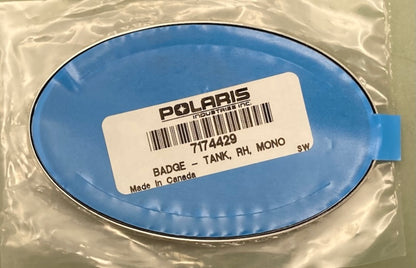 POLARIS
INDUSTRIES INC.
7174429
BADGE - TANK, RH, MONO
Made in Canada SW